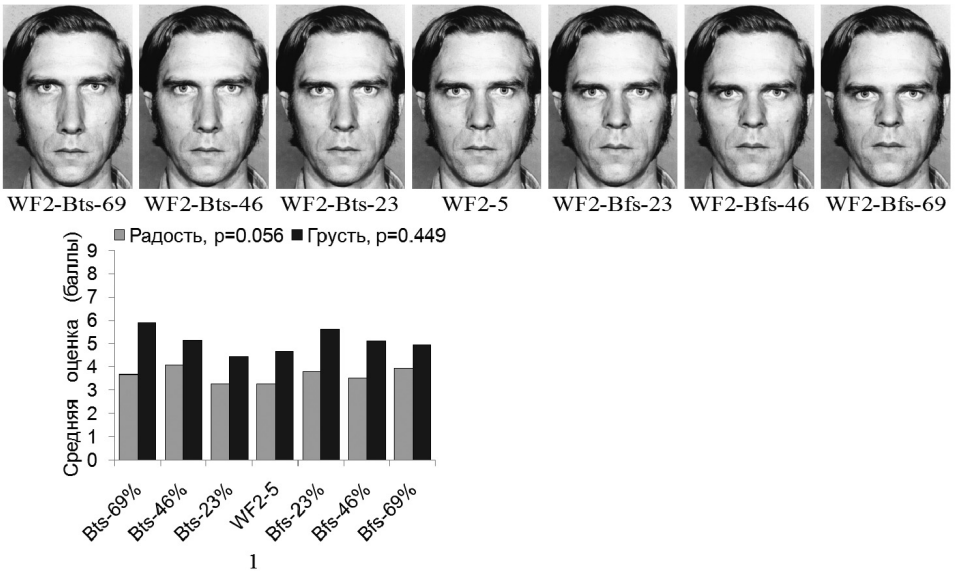 WF2-Bts-69 WF2-Bts-46 WF2-Bts-23 WF2-5 WF2-Bfs-23 WF2-Bfs-46 WF2-Bfs-69
Радость, p=0.056 Грусть, p=0.449
Средняя оценка (баллы)
9
8
7
6
5
4
3
2
1
0
Bts-69% Bts-46% Bts-23% WF2-5 Bfs-23% Bfs-46% Bfs-69%
1